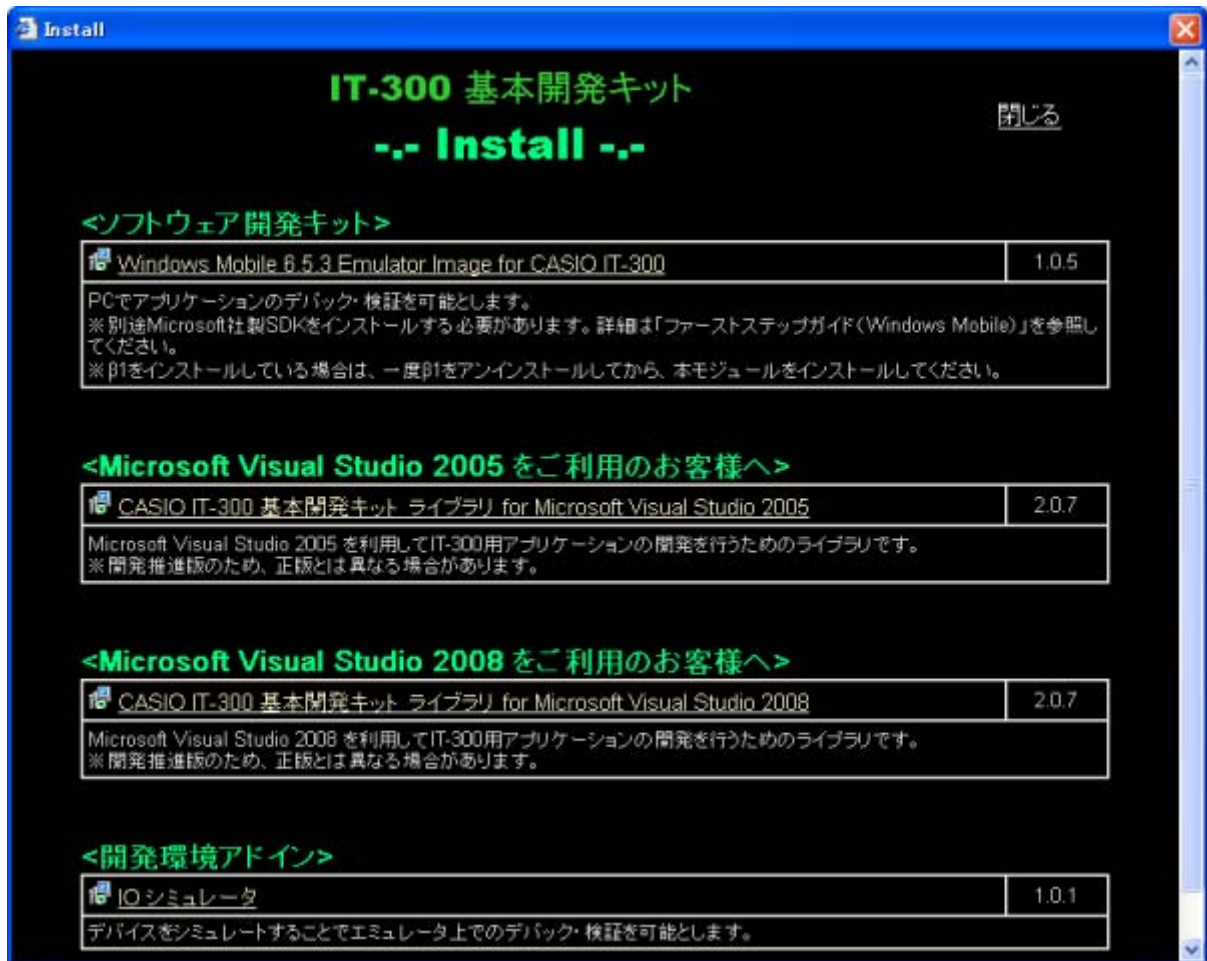 Install
IT-300 基本開発キット
閉じる
-.- Install -.-
<ソフトウェア開発キット>
Windows Mobile 6.5.3 Emulator Image for CASIO IT-300 1.0.5
PCでアプリケーションのデバック・検証を可能とします。
※別途Microsoft社製SDKをインストールする必要があります。詳細は「ファーストステップガイド(Windows Mobile)」を参照し
てください。
※β1をインストールしている場合は、一度β1をアンインストールしてから、本モジュールをインストールしてください。
<Microsoft Visual Studio 2005 をご利用のお客様へ>
CASIO IT-300 基本開発キット ライブラリ for Microsoft Visual Studio 2005 2.0.7
Microsoft Visual Studio 2005 を利用してIT-300用アプリケーションの開発を行うためのライブラリです。
※開発推進版のため、正版とは異なる場合があります。
<Microsoft Visual Studio 2008 をご利用のお客様へ>
CASIO IT-300 基本開発キット ライブラリ for Microsoft Visual Studio 2008 2.0.7
Microsoft Visual Studio 2008 を利用してIT-300用アプリケーションの開発を行うためのライブラリです。
※開発推進版のため、正版とは異なる場合があります。
<開発環境アドイン>
IO シミュレータ 1.0.1
デバイスをシミュレートすることでエミュレータ上でのデバック・検証を可能とします。